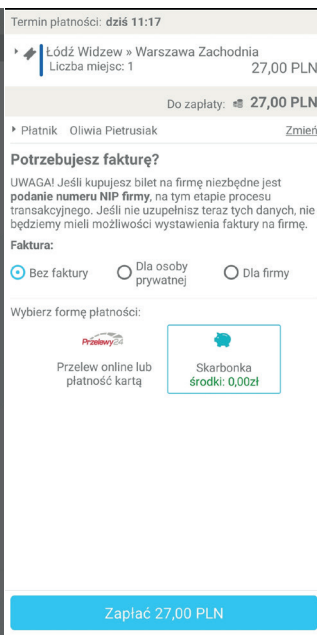 Termin płatności: dziś 11:17
Łódź Widzew » Warszawa Zachodnia
Liczba miejsc: 1 27,00 PLN
Do zapłaty: 27,00 PLN
Płatnik Oliwia Pietrusiak Zmień
Potrzebujesz fakturę?
UWAGA! Jeśli kupujesz bilet na firmę niezbędne jest
podanie numeru NIP firmy, na tym etapie procesu
transakcyjnego. Jeśli nie uzupełnisz teraz tych danych, nie
będziemy mieli możliwości wystawienia faktury na firmę.
Faktura:
Bez faktury
Dla osoby
prywatnej
Dla firmy
Wybierz formę płatności:
Przelewy24
Przelew online lub
płatność kartą
Skarbonka
środki: 0,00zł
Zapłać 27,00 PLN